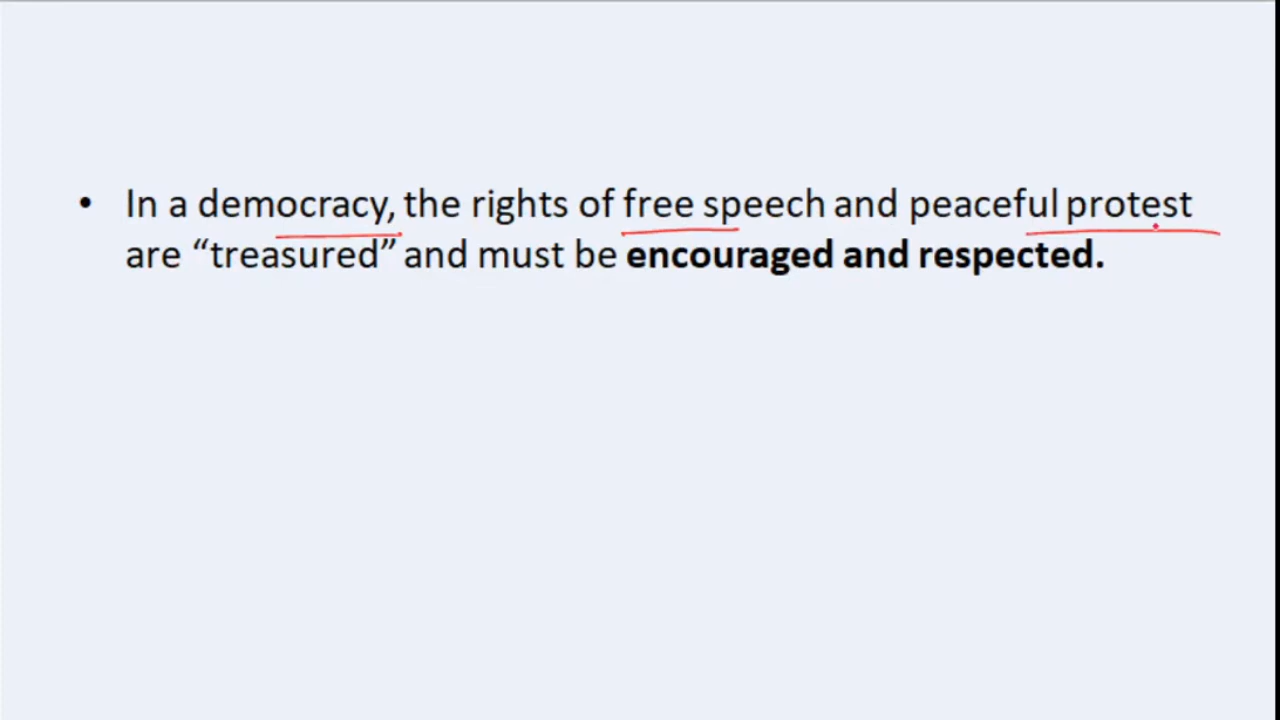 • In a democracy, the rights of free speech and peaceful protest
are “treasured” and must be encouraged and respected.